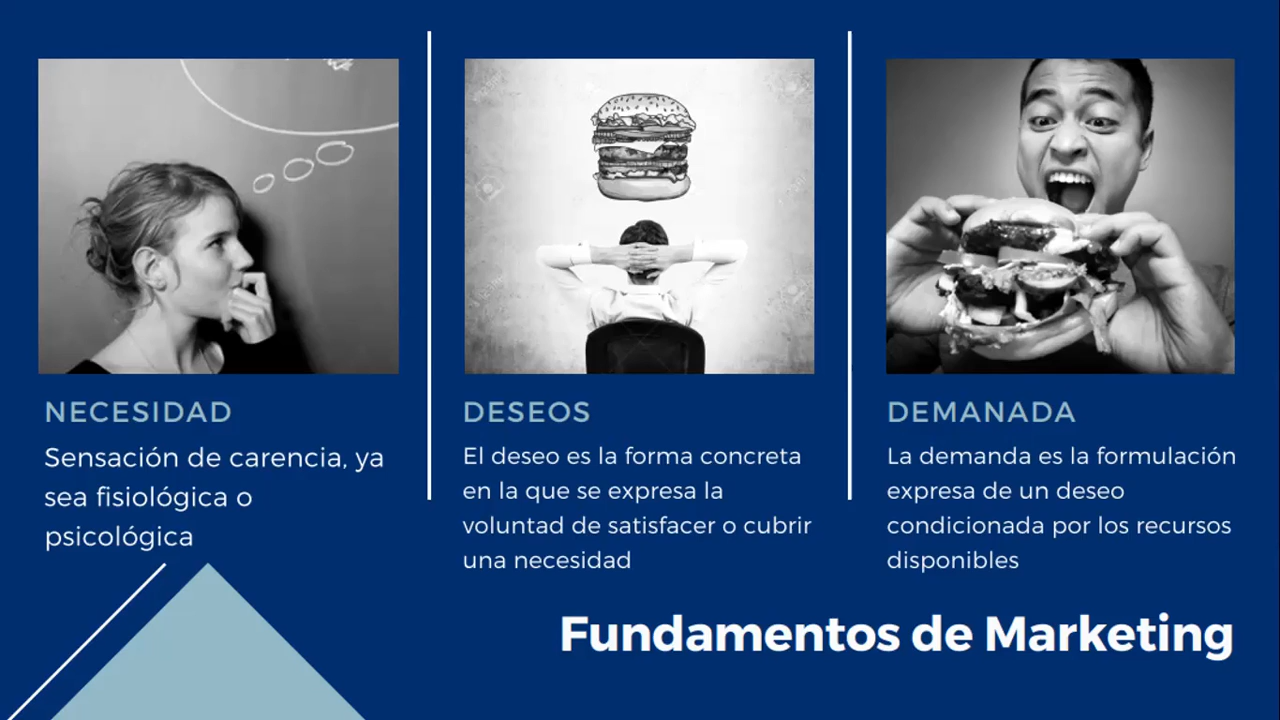 NECESIDAD
Sensación de carencia, ya
sea fisiológica o
psicológica
DESEOS
El deseo es la forma concreta
en la que se expresa la
voluntad de satisfacer o cubrir
una necesidad
DEMANADA
La demanda es la formulación
expresa de un deseo
condicionada por los recursos
disponibles
Fundamentos de Marketing